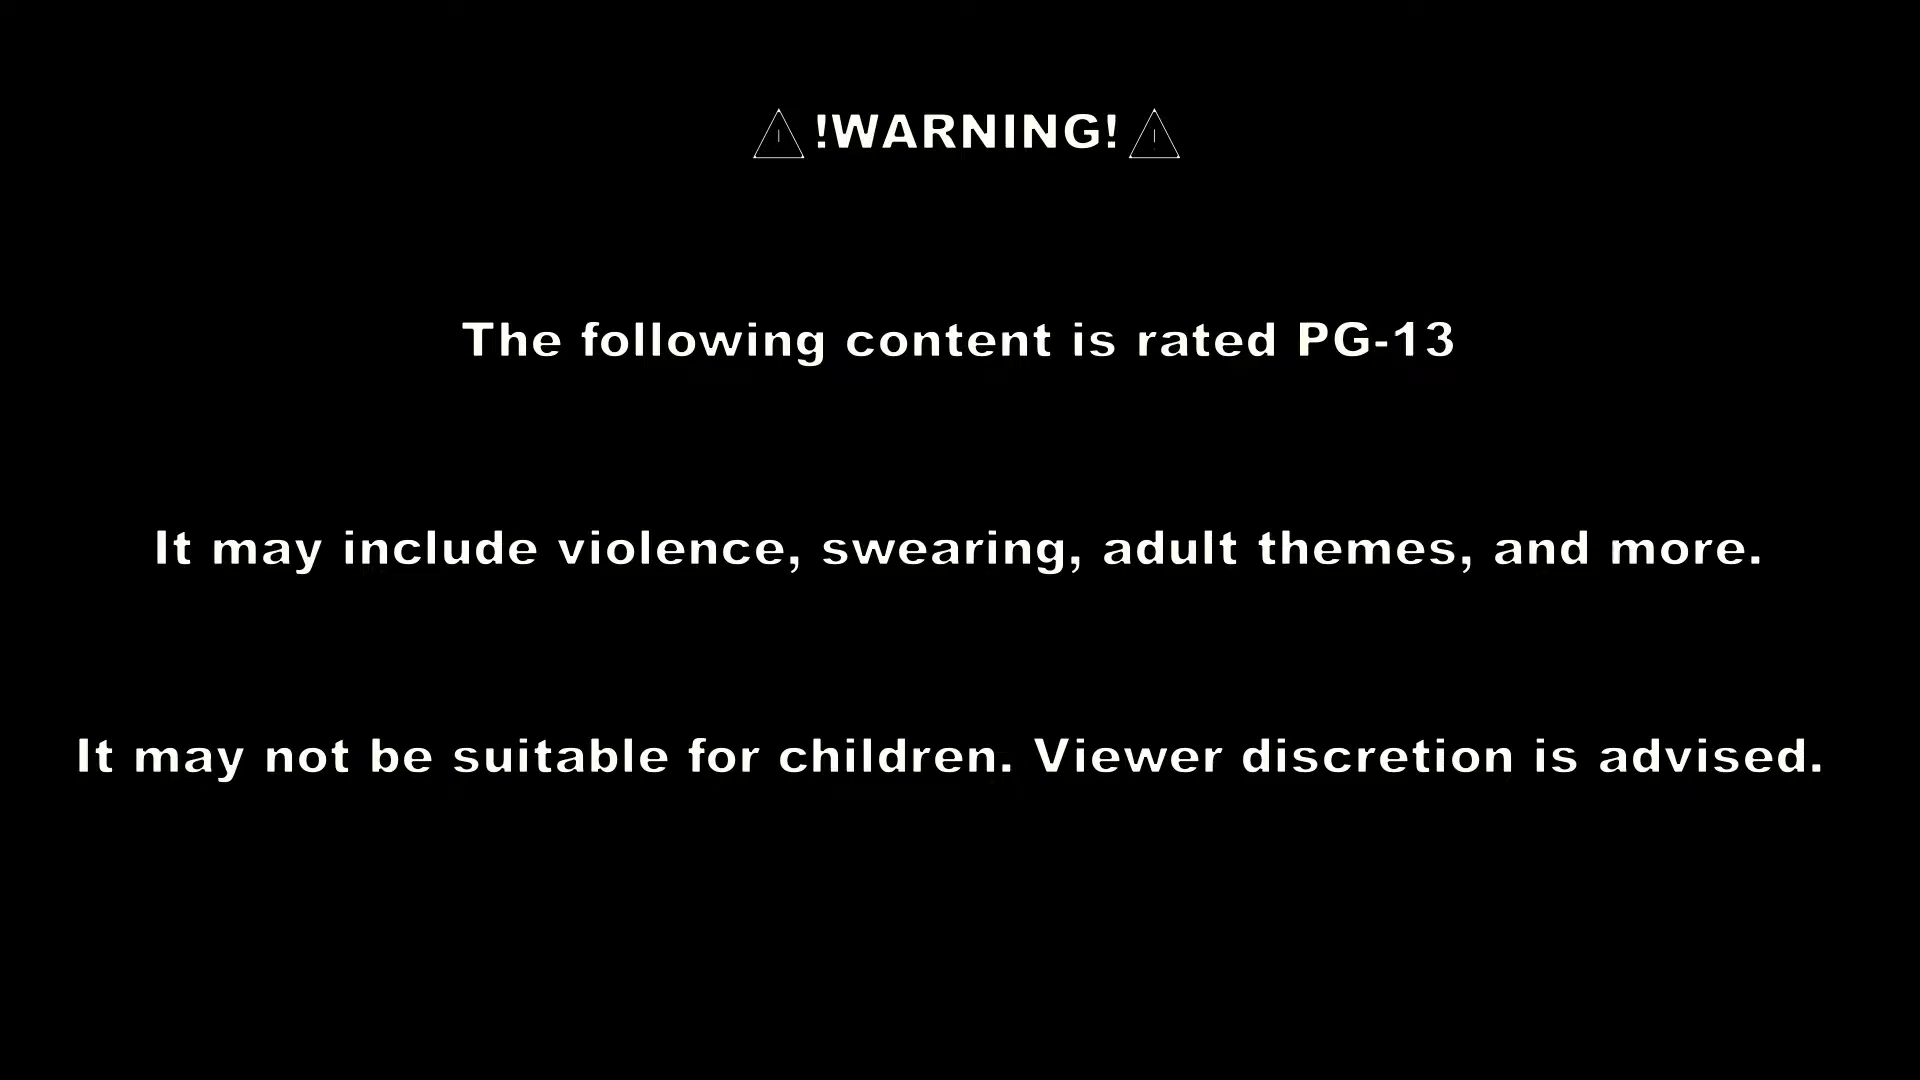 ⚠!WARNING!⚠
The following content is rated PG-13
It may include violence, swearing, adult themes, and more.
It may not be suitable for children. Viewer discretion is advised.